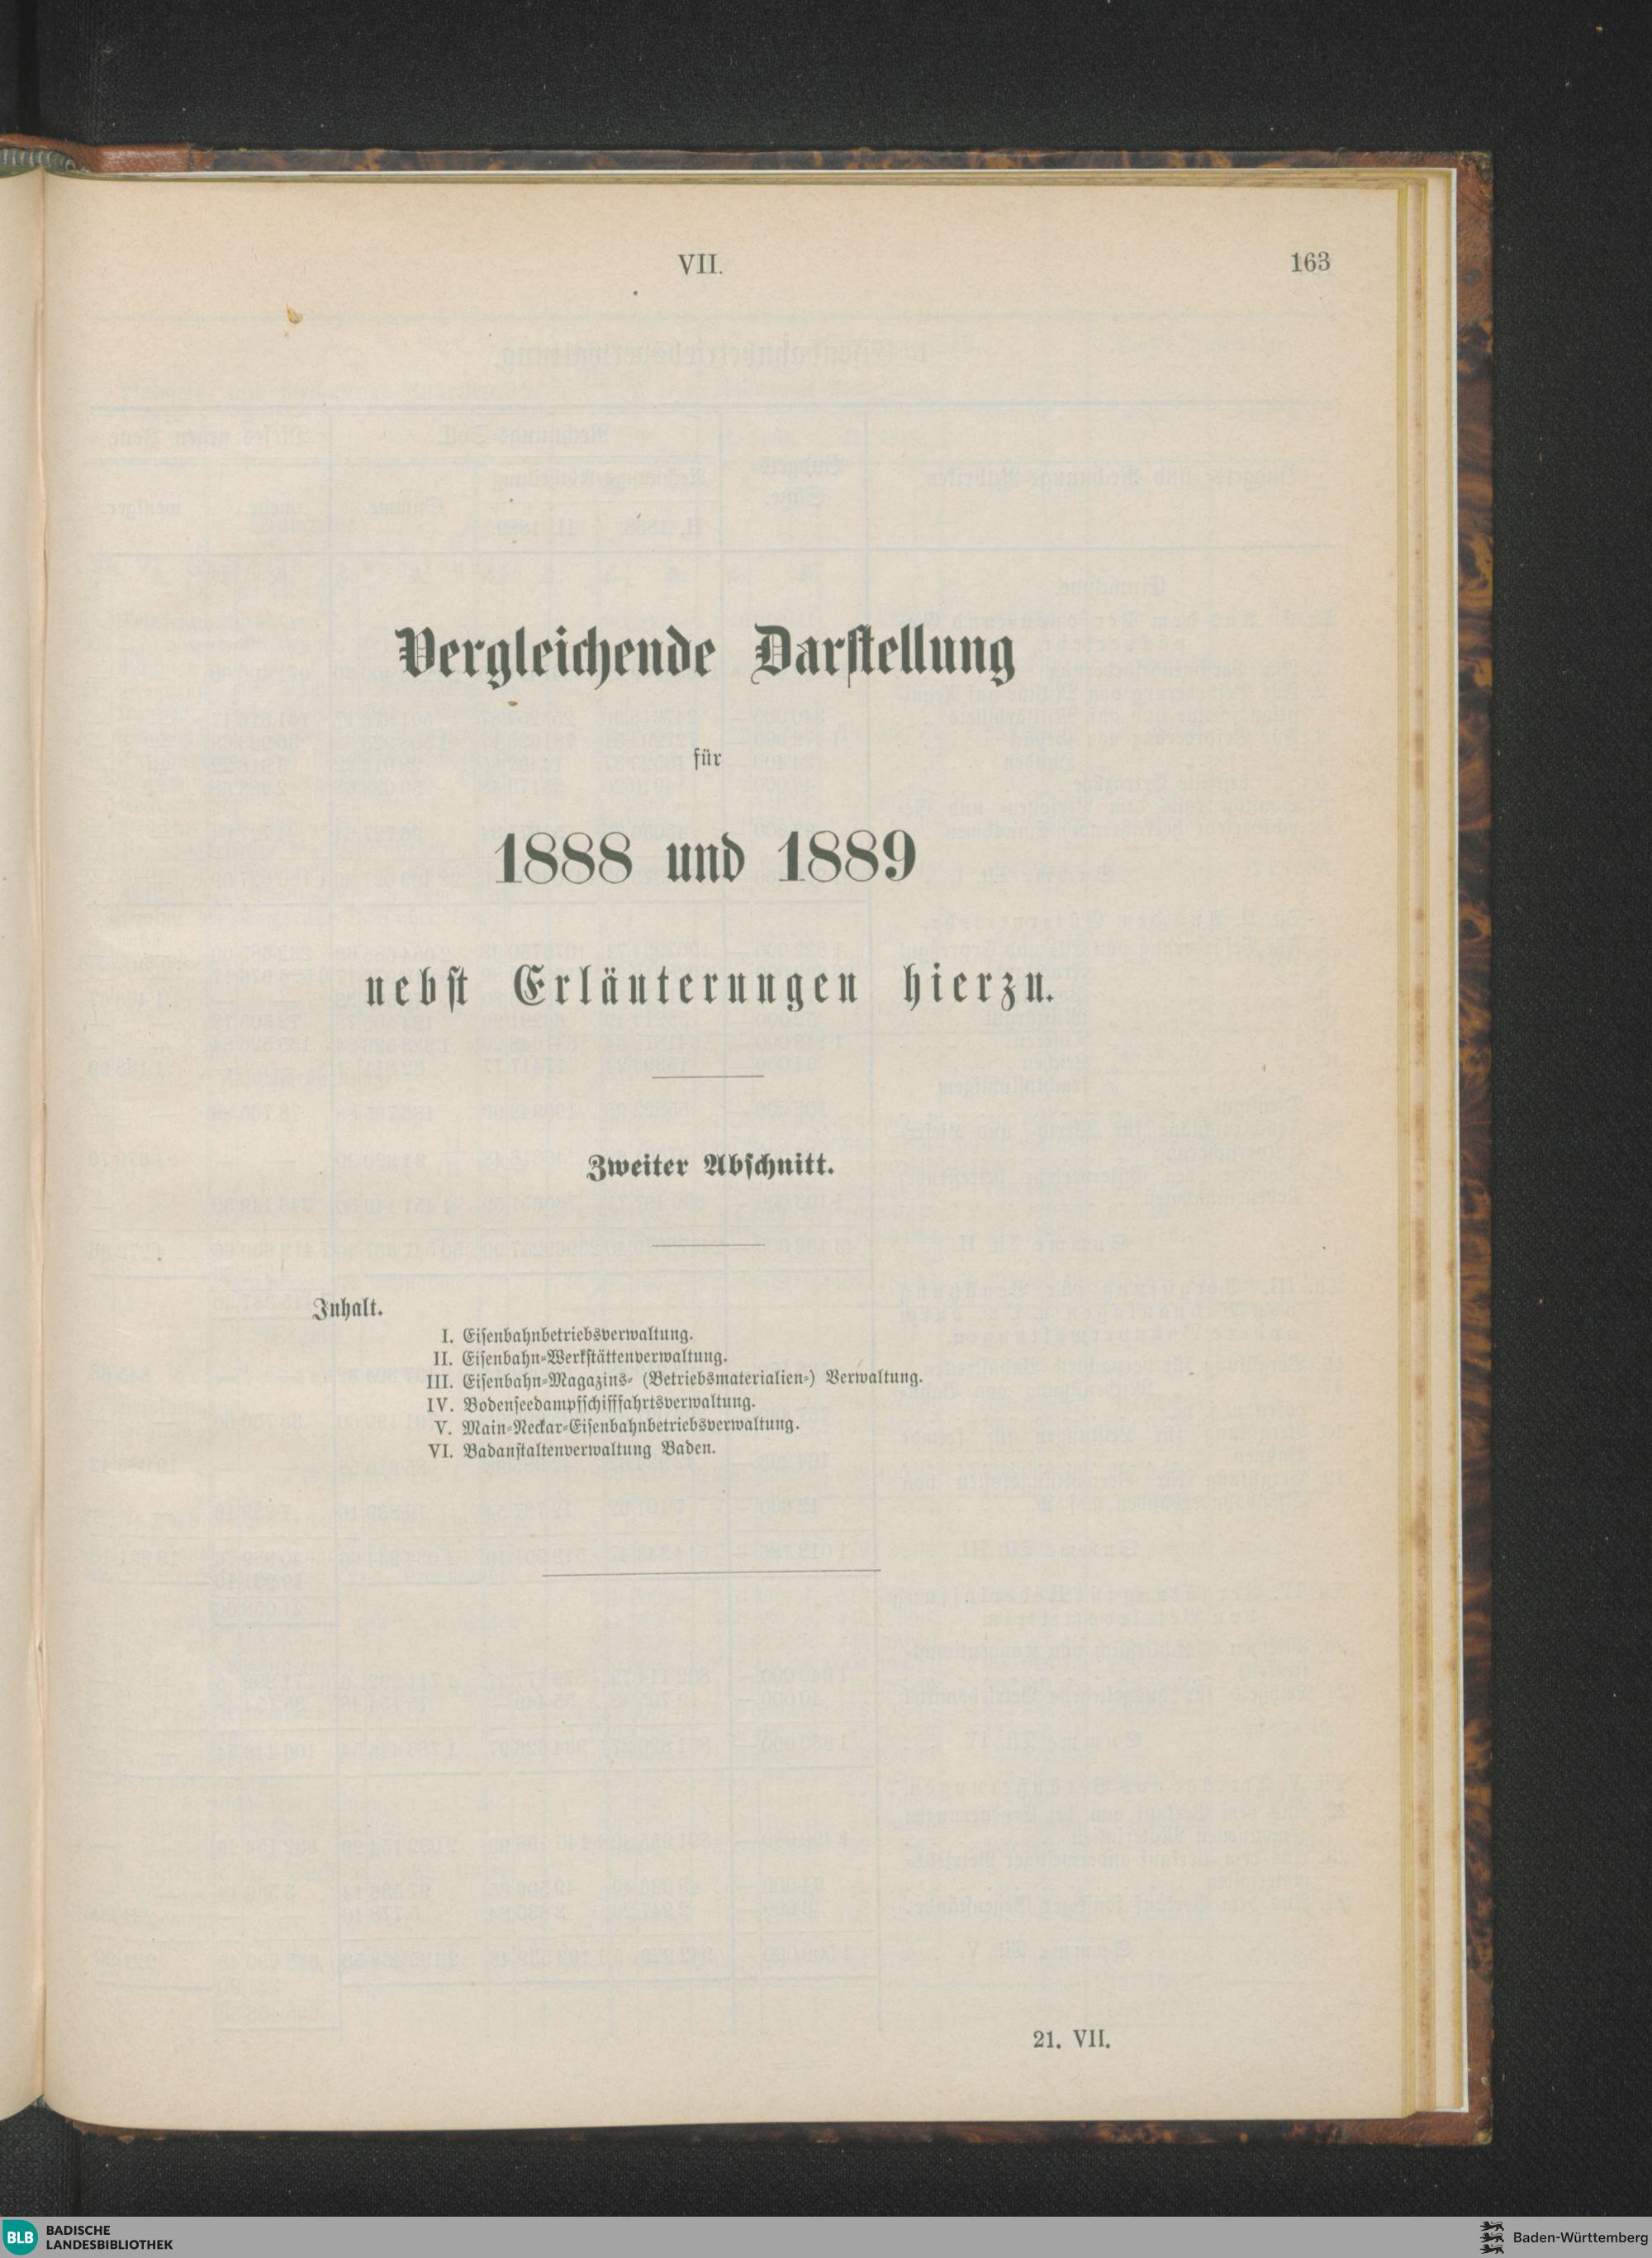 VII.
163
Vergleichende Darstellung
für
1888 und 1889
nebst Erläuterungen hierzu.
Zweiter Abschnitt.
Inhalt.
I. Eisenbahnbetriebsverwaltung.
II. Eisenbahn-Werkstättenverwaltung.
III. Eisenbahn-Magazins- (Betriebsmaterialien-) Verwaltung.
IV. Bodenseedampfschifffahrtsverwaltung.
V. Main-Neckar-Eisenbahnbetriebsverwaltung.
VI. Badanstaltenverwaltung Baden.
21. VII.
BLB BADISCHE
LANDESBIBLIOTHEK
Baden-Württemberg